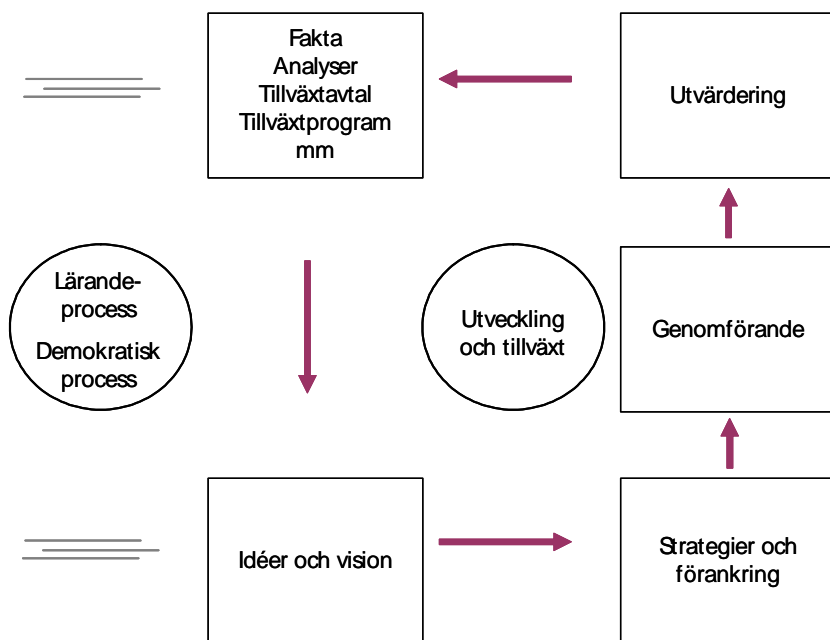 Fakta
Analyser
Tillväxtavtal
Tillväxtprogram
mm
Utvärdering
Lärande-
process
Demokratisk
process
Utveckling
och tillväxt
Genomförande
Idéer och vision
Strategier och
förankring